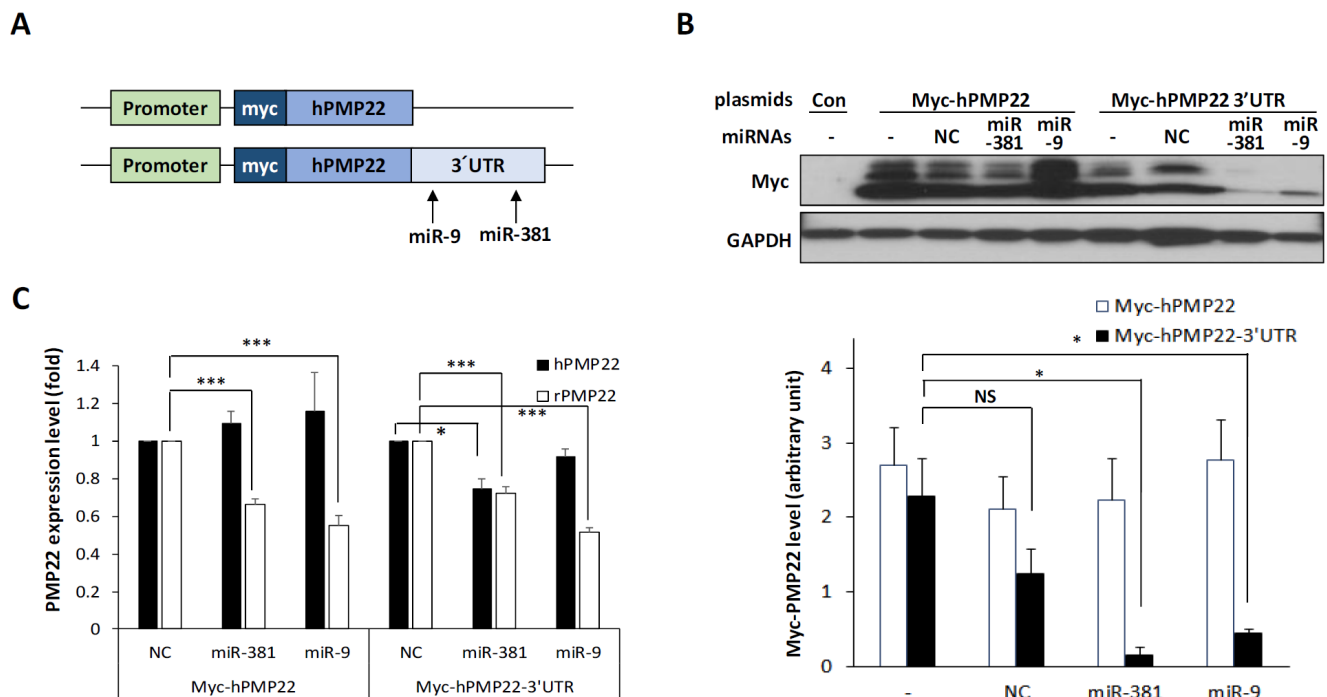 A
Promoter myc hPMP22
Promoter myc hPMP22 3´UTR
miR-9 miR-381
B
plasmids Con Myc-hPMP22 Myc-hPMP22 3'UTR
miRNAs - - NC miR-381 miR-9 - NC miR-381 miR-9
Myc
GAPDH
Myc-hPMP22
Myc-hPMP22-3'UTR
*
*
NS
Myc-PMP22 level (arbitrary unit)
4
3
2
1
0
- NC miR-381 miR-9
C
hPMP22
rPMP22
***
***
***
***
*
PMP22 expression level (fold)
1.4
1.2
1
0.8
0.6
0.4
0.2
0
NC miR-381 miR-9 NC miR-381 miR-9
Myc-hPMP22 Myc-hPMP22-3'UTR